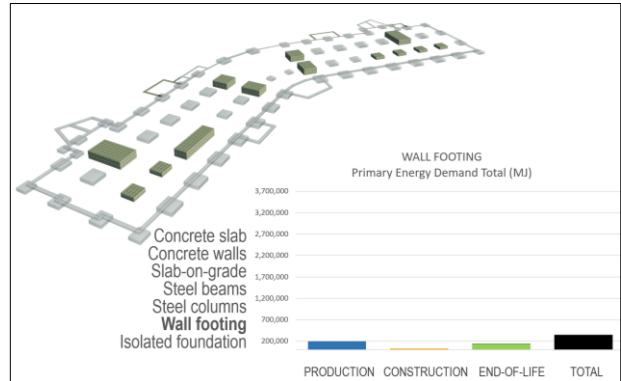 WALL FOOTING
Primary Energy Demand Total (MJ)
3,700,000
3,200,000
2,700,000
2,200,000
1,700,000
1,200,000
700,000
200,000
Concrete slab
Concrete walls
Slab-on-grade
Steel beams
Steel columns
Wall footing
Isolated foundation
PRODUCTION CONSTRUCTION END-OF-LIFE TOTAL